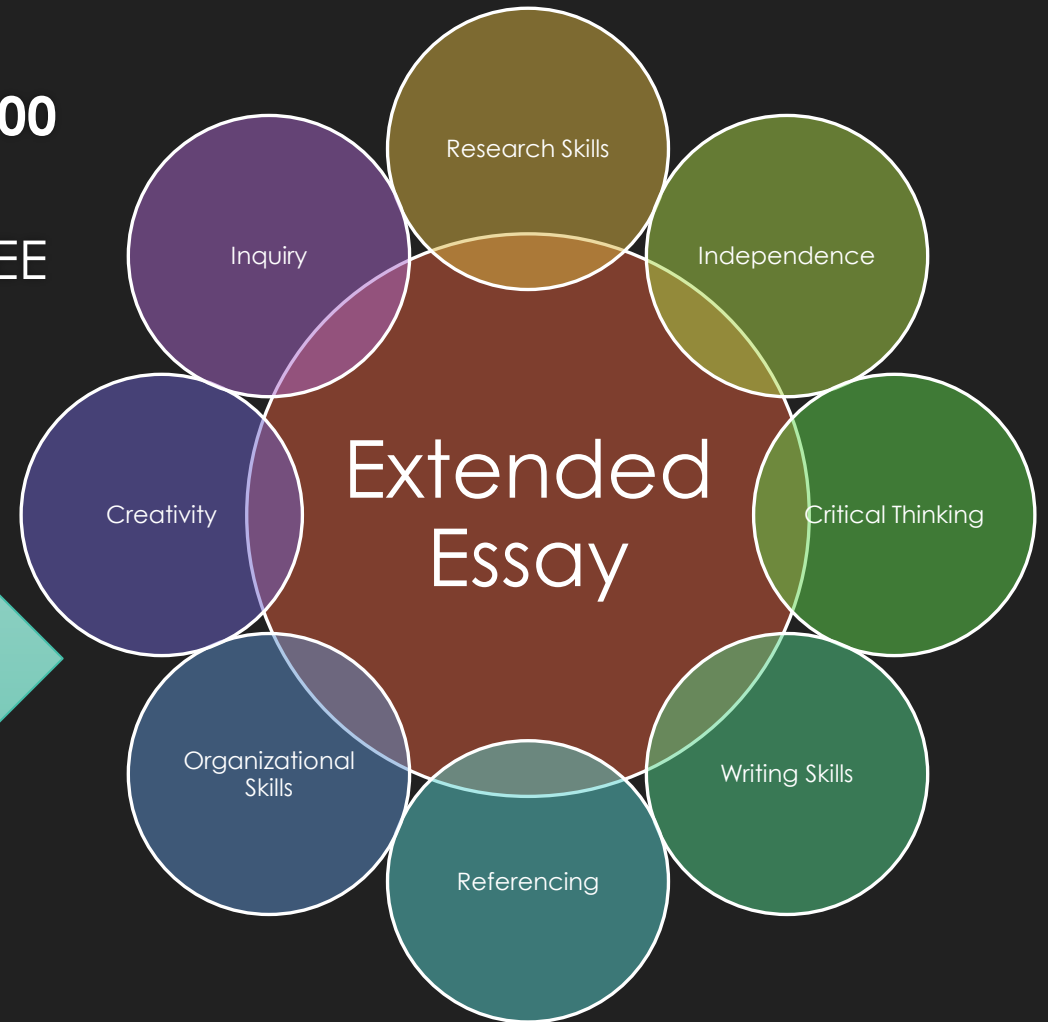 00
EE
Research Skills
Inquiry
Independence
Creativity
Extended
Essay
Critical Thinking
Organizational
Skills
Writing Skills
Referencing